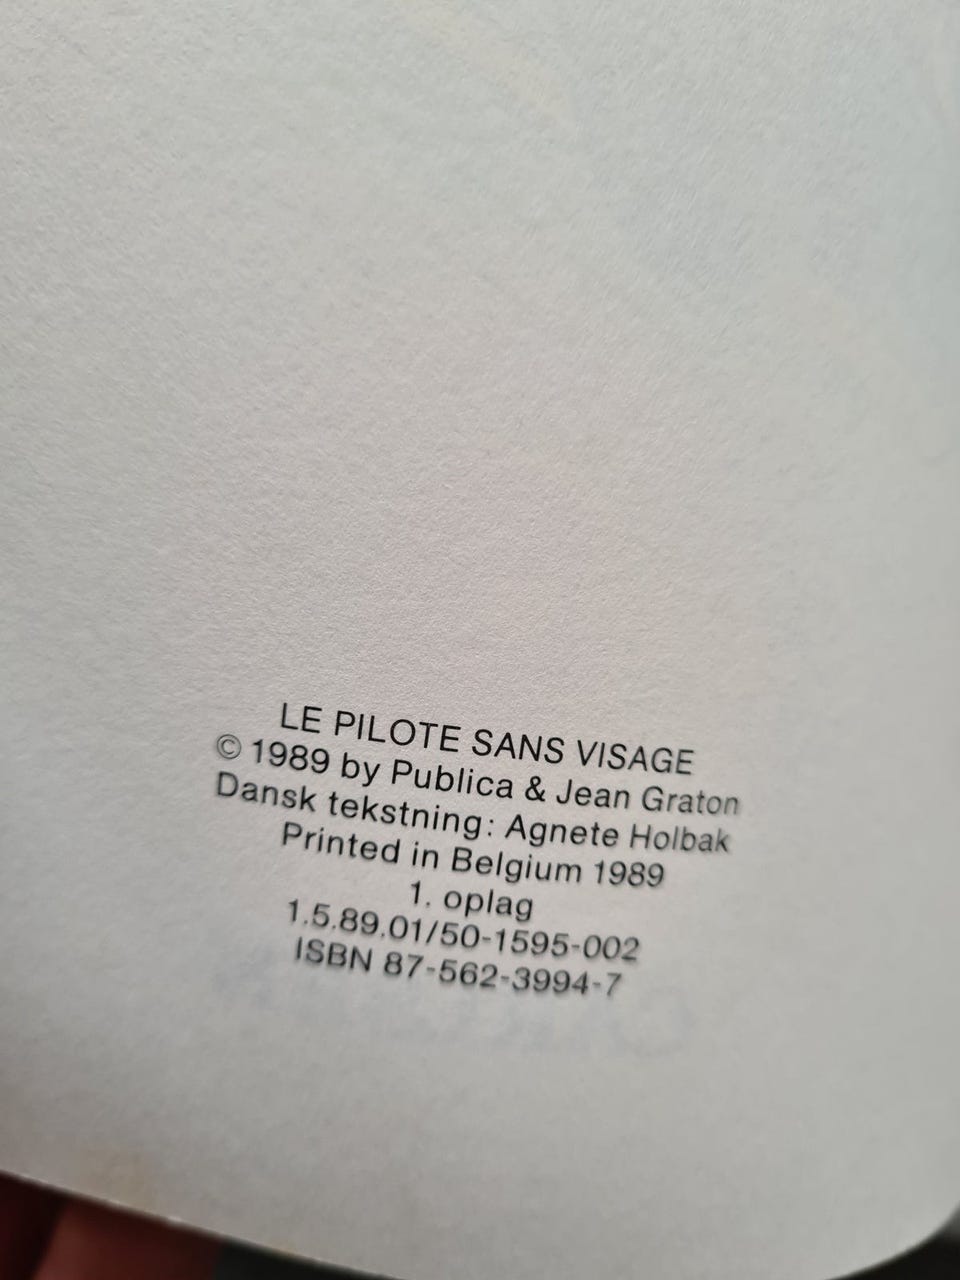 LE PILOTE SANS VISAGE
© 1989 by Publica & Jean Graton
Dansk tekstning: Agnete Holbak
Printed in Belgium 1989
1. oplag
1.5.89.01/50-1595-002
ISBN 87-562-3994-7